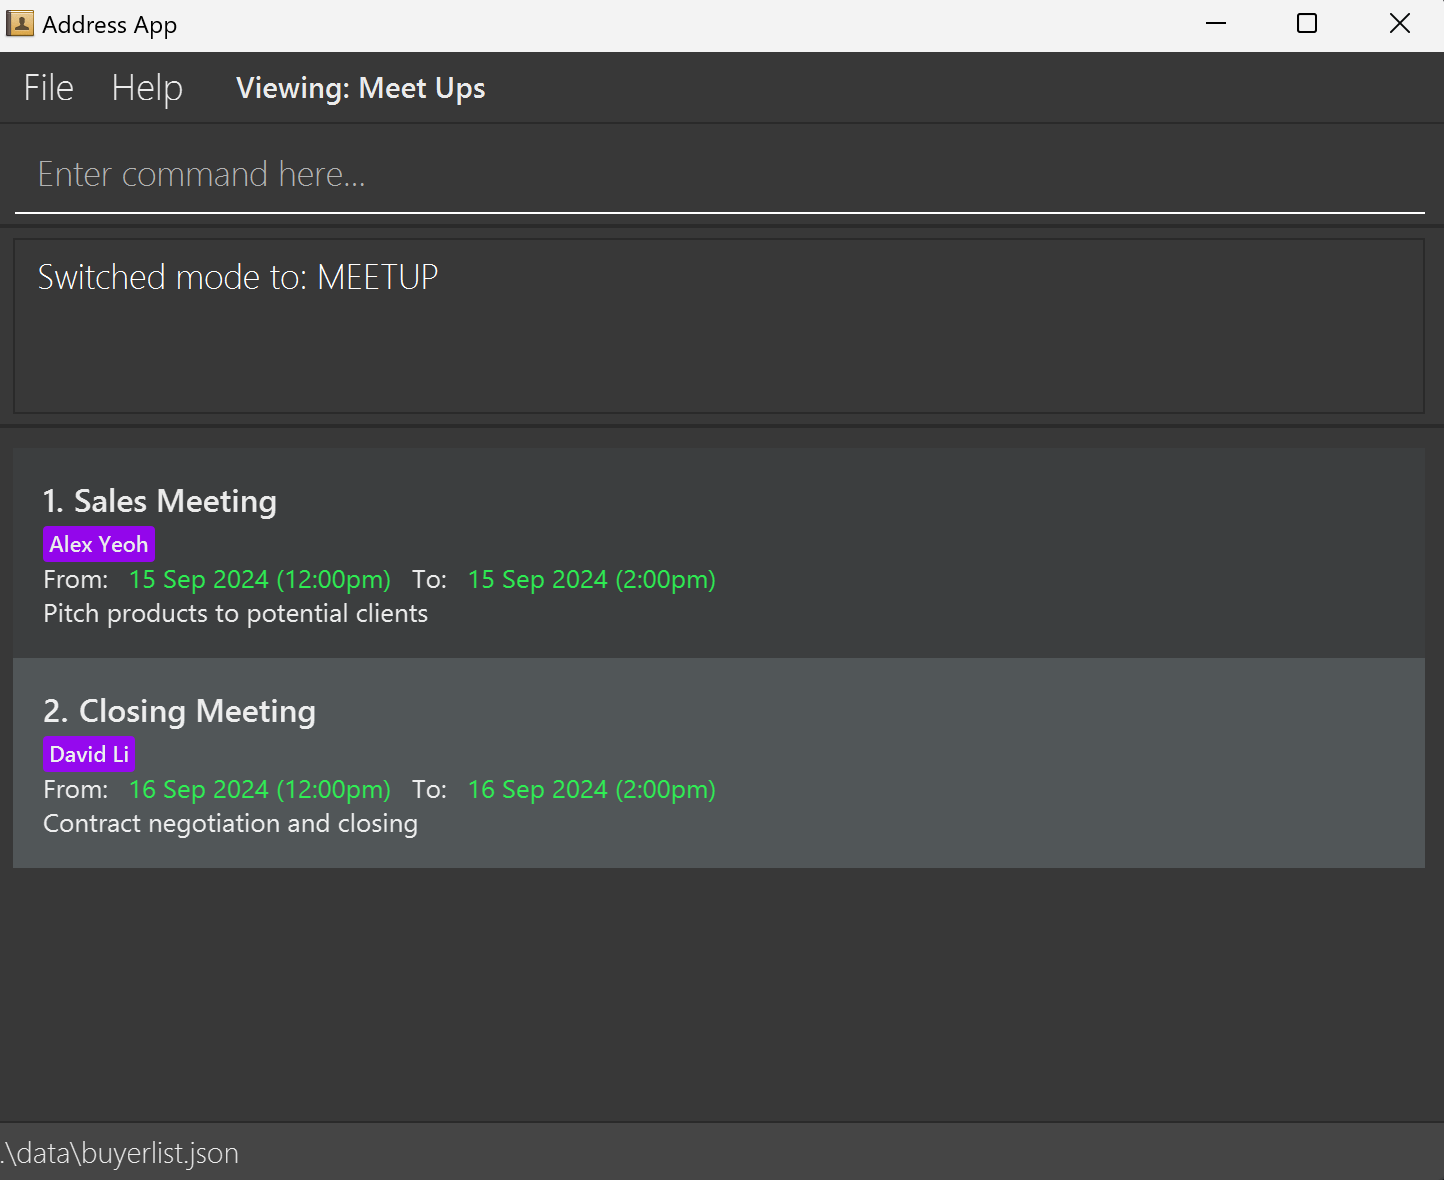 Address App
File Help Viewing: Meet Ups
Enter command here...
Switched mode to: MEETUP
1. Sales Meeting
Alex Yeoh
From: 15 Sep 2024 (12:00pm) To: 15 Sep 2024 (2:00pm)
Pitch products to potential clients
2. Closing Meeting
David Li
From: 16 Sep 2024 (12:00pm) To: 16 Sep 2024 (2:00pm)
Contract negotiation and closing
.\data\buyerlist.json